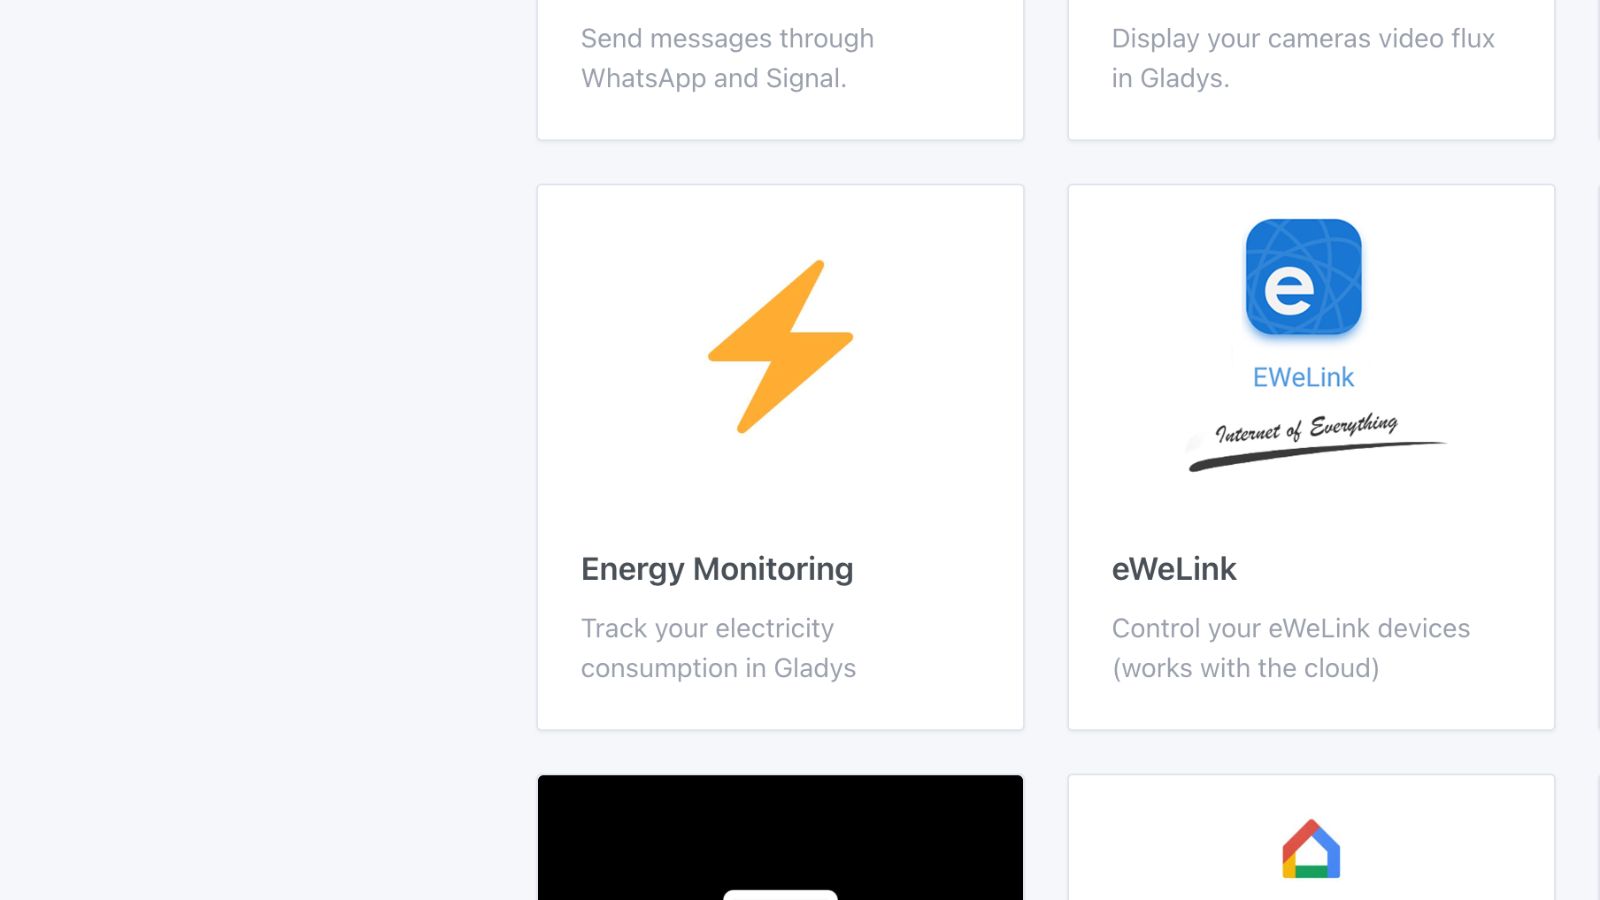 Send messages through
WhatsApp and Signal.
Display your cameras video flux
in Gladys.
e
EWeLink
Internet of Everything
Energy Monitoring
Track your electricity
consumption in Gladys
eWeLink
Control your eWeLink devices
(works with the cloud)